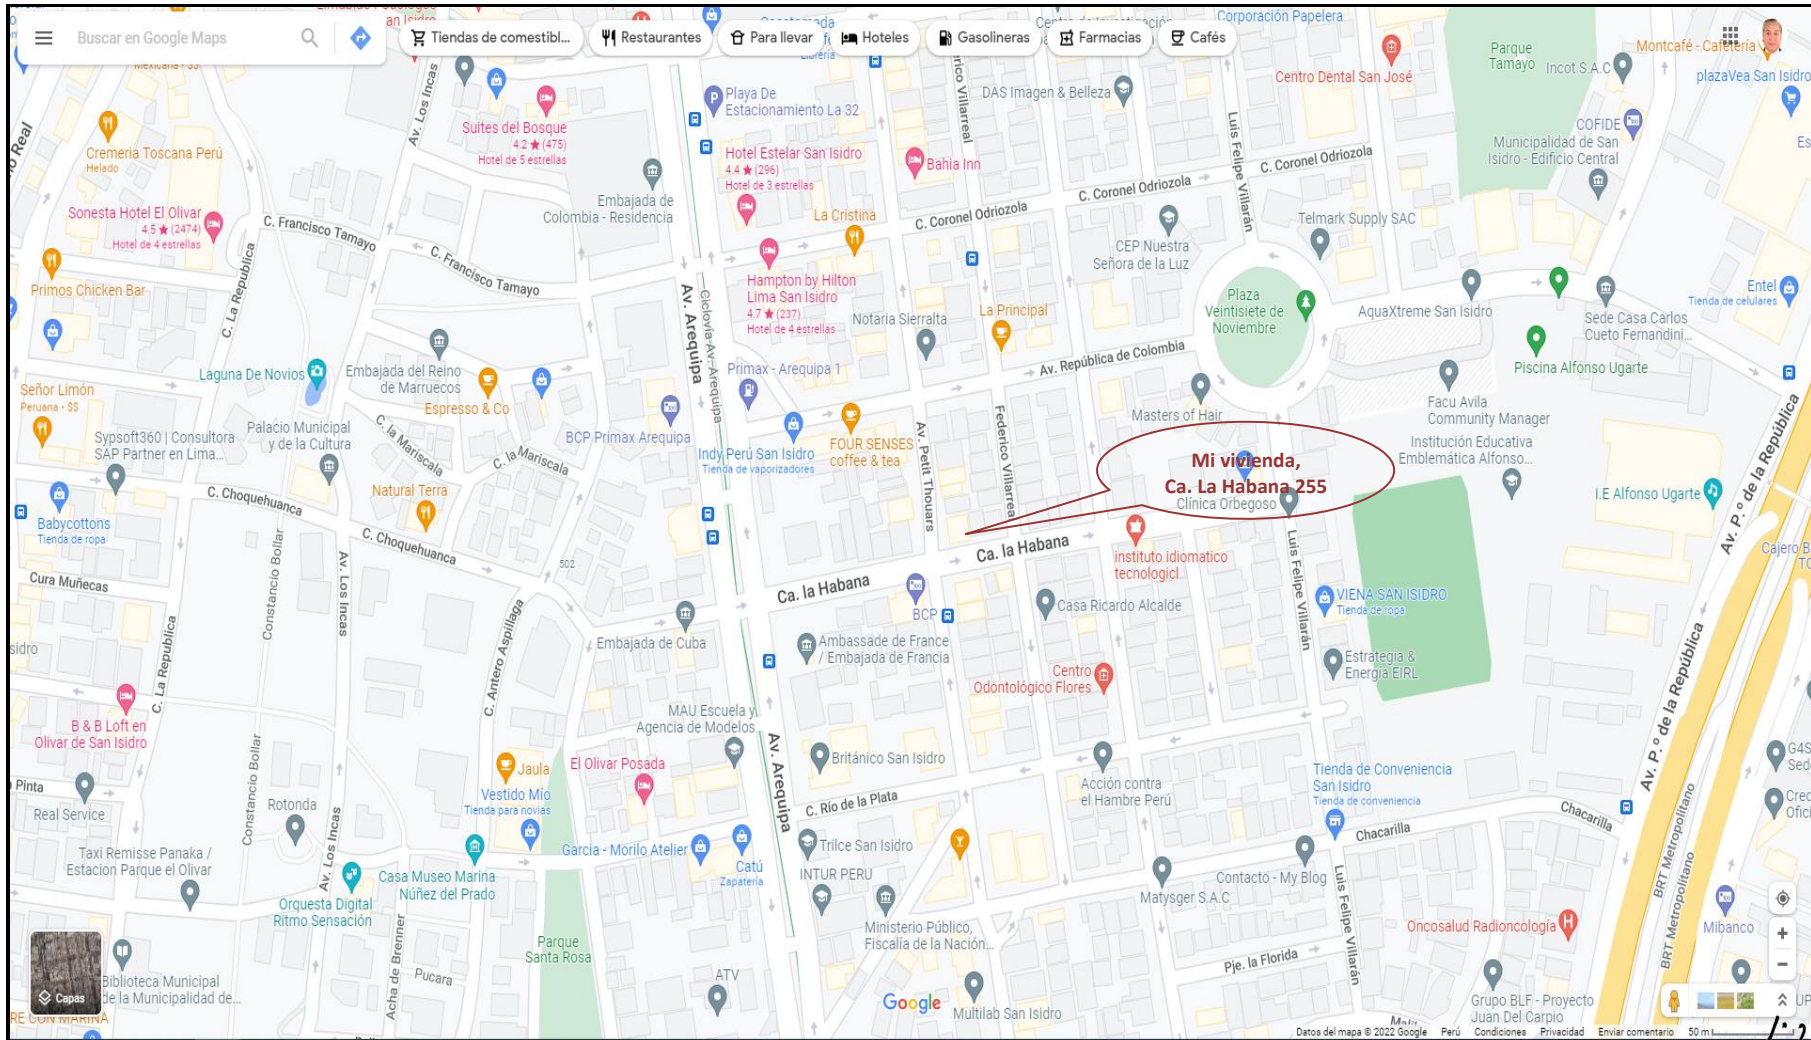 Buscar en Google Maps
Tiendas de comestibl...
Restaurantes
Para llevar
Hoteles
Gasolineras
Farmacias
Cafés
Corporación Papelera
Centro Dental San José
Parque
Tamayo
Incot S.A.C
Montcafé - Cafetería
plazaVea San Isidro
COFIDE
Municipalidad de San
Isidro - Edificio Central
Av. Los Incas
Suites del Bosque
4.2 ★ (475)
Hotel de 5 estrellas
Playa De
Estacionamiento La 32
DAS Imagen & Belleza
Cremeria Toscana Perú
Helado
Hotel Estelar San Isidro
4.4 ★ (296)
Hotel de 3 estrellas
Bahia Inn
Luis Felipe Villarán
C. Coronel Odriozola
C. Coronel Odriozola
C. Coronel Odriozola
Embajada de
Colombia - Residencia
Sonesta Hotel El Olivar
4.5 ★ (2474)
Hotel de 4 estrellas
C. Francisco Tamayo
C. Francisco Tamayo
La Cristina
CEP Nuestra
Señora de la Luz
Telmark Supply SAC
Primos Chicken Bar
C. La Republica
Av. Arequipa
Ciclovía-Av.-Arequipa
Hampton by Hilton
Lima San Isidro
4.7 ★ (237)
Hotel de 4 estrellas
Notaria Sierralta
La Principal
Plaza
Veintisiete de
Noviembre
AquaXtreme San Isidro
Sede Casa Carlos
Cueto Fernandini...
Entel
Tienda de celulares
Piscina Alfonso Ugarte
Av. República de Colombia
Laguna De Novios
Embajada del Reino
de Marruecos
Espresso & Co
Primax - Arequipa 1
Señor Limón
Peruana • $$
Masters of Hair
Facu Avila
Community Manager
Sypsoft360 | Consultora
SAP Partner en Lima...
Palacio Municipal
y de la Cultura
C. la Mariscala
C. la Mariscala
BCP Primax Arequipa
Indy Perú San Isidro
Tienda de vaporizadores
FOUR SENSES
coffee & tea
Av. Petit Thouars
Federico Villarreal
Mi vivienda,
Ca. La Habana 255
Clínica Orbegoso
Institución Educativa
Emblemática Alfonso...
I.E Alfonso Ugarte
Av. P.º de la República
C. Choquehuanca
C. Choquehuanca
Natural Terra
Babycottons
Tienda de ropa
Cura Muñecas
Constancio Bollar
Av. Los Incas
502
Ca. la Habana
Ca. la Habana
instituto idiomatico
tecnologicl
BCP
Casa Ricardo Alcalde
VIENA SAN ISIDRO
Tienda de ropa
Luis Felipe Villarán
C. La Republica
C. Antero Aspillaga
Embajada de Cuba
Ambassade de France
/ Embajada de Francia
Centro
Odontológico Flores
Estrategia &
Energia EIRL
Av. P.º de la República
B & B Loft en
Olivar de San Isidro
MAU Escuela y
Agencia de Modelos
Constancio Bollar
Av. Arequipa
Británico San Isidro
El Olivar Posada
Jaula
Vestido Mío
Tienda para novias
Acción contra
el Hambre Perú
Tienda de Conveniencia
San Isidro
Tienda de conveniencia
Real Service
Rotonda
C. Río de la Plata
Chacarilla
Chacarilla
Taxi Remisse Panaka /
Estacion Parque el Olivar
Av. Los Incas
Garcia - Morilo Atelier
Catú
Zapatería
Trilce San Isidro
INTUR PERU
Casa Museo Marina
Núñez del Prado
Orquesta Digital
Ritmo Sensación
Matysger S.A.C
Contacto - My Blog
Luis Felipe Villarán
BRT Metropolitano
BRT Metropolitano
Oncosalud Radioncología
Mibanco
Ministerio Público,
Fiscalía de la Nación...
Parque
Santa Rosa
Acha de Brenner
Pucara
ATV
Pje. la Florida
Biblioteca Municipal
de la Municipalidad de...
Capas
Google
Multilab San Isidro
Grupo BLF - Proyecto
Juan Del Carpio
Datos del mapa © 2022 Google Perú Condiciones Privacidad Enviar comentario 50 m